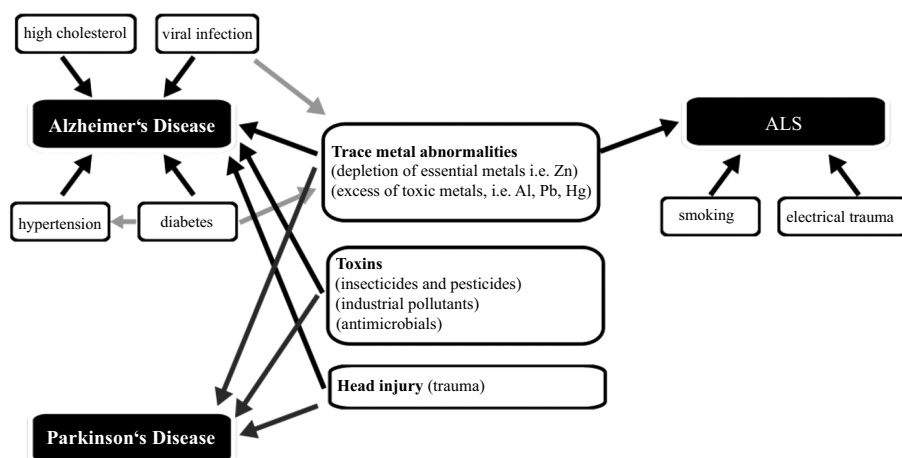 high cholesterol
viral infection
Alzheimer‘s Disease
ALS
Trace metal abnormalities
(depletion of essential metals i.e. Zn)
(excess of toxic metals, i.e. Al, Pb, Hg)
hypertension
diabetes
smoking
electrical trauma
Toxins
(insecticides and pesticides)
(industrial pollutants)
(antimicrobials)
Head injury (trauma)
Parkinson‘s Disease